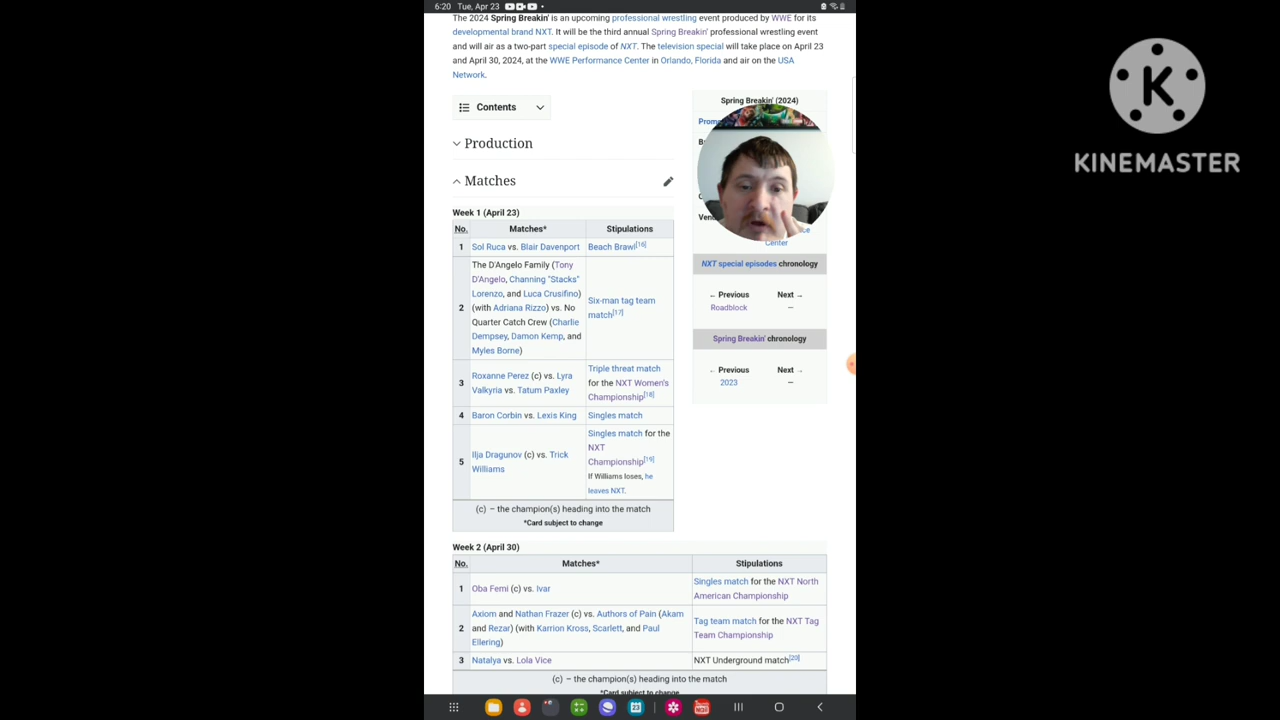 6:20 Tue, Apr 23
The 2024 Spring Breakin' is an upcoming professional wrestling event produced by WWE for its
developmental brand NXT. It will be the third annual Spring Breakin' professional wrestling event
and will air as a two-part special episode of NXT. The television special will take place on April 23
and April 30, 2024, at the WWE Performance Center in Orlando, Florida and air on the USA
Network.
Contents
Production
Matches
Week 1 (April 23)
No. Matches* Stipulations
1 Sol Ruca vs. Blair Davenport Beach Brawl[16]
The D'Angelo Family (Tony
D'Angelo, Channing "Stacks"
Lorenzo, and Luca Crusifino)
(with Adriana Rizzo) vs. No
Quarter Catch Crew (Charlie
Dempsey, Damon Kemp, and
Myles Borne)
2
Six-man tag team
match[17]
3
Roxanne Perez (c) vs. Lyra
Valkyria vs. Tatum Paxley
Triple threat match
for the NXT Women's
Championship[18]
4 Baron Corbin vs. Lexis King Singles match
5
Ilja Dragunov (c) vs. Trick
Williams
Singles match for the
NXT
Championship[19]
If Williams loses, he
leaves NXT.
(c) – the champion(s) heading into the match
*Card subject to change
Spring Breakin' (2024)
Center
NXT special episodes chronology
← Previous Next →
Roadblock –
Spring Breakin' chronology
← Previous Next →
2023 –
Week 2 (April 30)
No. Matches* Stipulations
1 Oba Femi (c) vs. Ivar
Singles match for the NXT North
American Championship
2
Axiom and Nathan Frazer (c) vs. Authors of Pain (Akam
and Rezar) (with Karrion Kross, Scarlett, and Paul
Ellering)
Tag team match for the NXT Tag
Team Championship
3 Natalya vs. Lola Vice NXT Underground match[20]
(c) – the champion(s) heading into the match
*Card subject to change
23
K
KINEMASTER